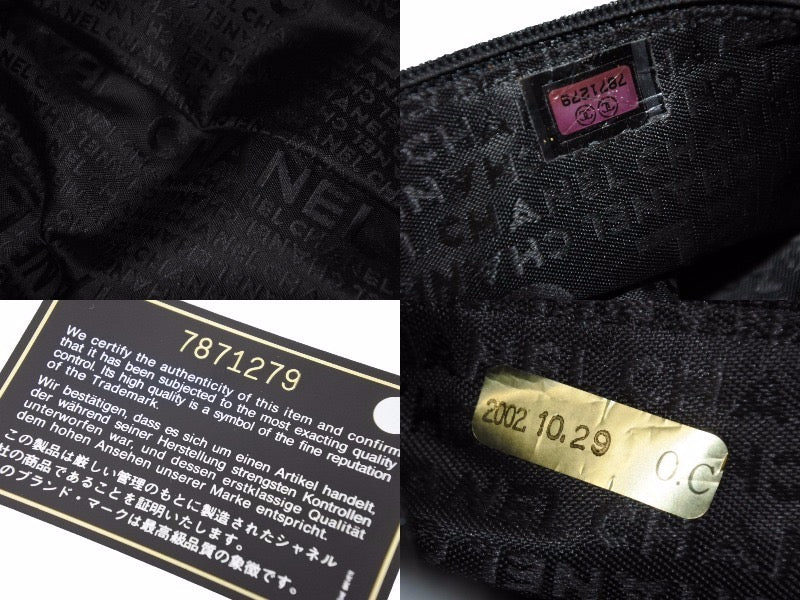 CHANEL CHANEL
NEL
7871279
CHANEL
CHANEL
7871279
We certify the authenticity of this item and confirm
that it has been subjected to the most exacting quality
control. Its high quality is a symbol of the fine reputation
of the Trademark.
Wir bestätigen, dass es sich um einen Artikel handelt,
der während seiner Herstellung strengsten Kontrollen
unterworfen war, und dessen erstklassige Qualität
dem hohen Ansehen unserer Marke entspricht.
この製品は厳しい管理のもとに製造されたシャネル
社の商品であることを証明いたします。
のブランド・マークは最高級品質の象徴です。
2002 10.29
O.C